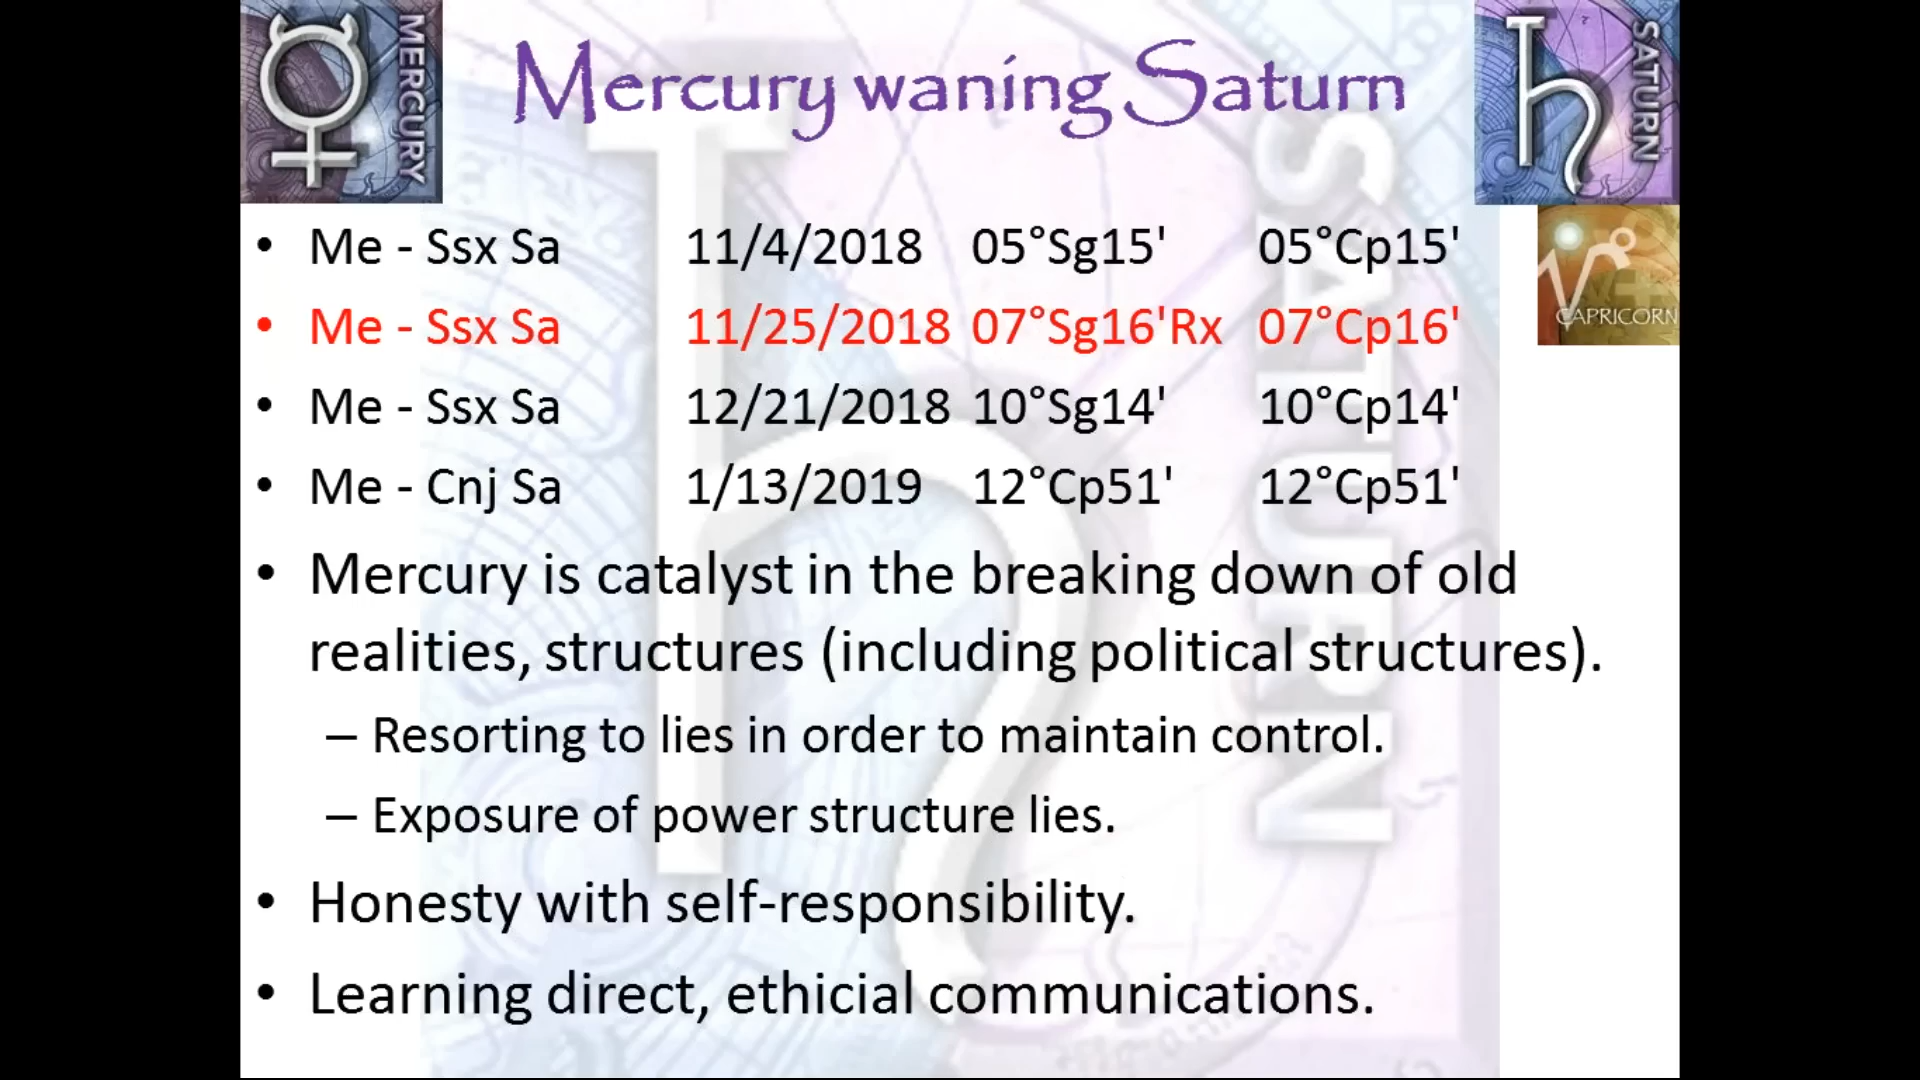 MERCURY
Mercury waning Saturn
SATURN
• Me - Ssx Sa 11/4/2018 05°Sg15' 05°Cp15'
• Me - Ssx Sa 11/25/2018 07°Sg16'Rx 07°Cp16'
CAPRICORN
• Me - Ssx Sa 12/21/2018 10°Sg14' 10°Cp14'
• Me - Cnj Sa 1/13/2019 12°Cp51' 12°Cp51'
• Mercury is catalyst in the breaking down of old
realities, structures (including political structures).
– Resorting to lies in order to maintain control.
– Exposure of power structure lies.
• Honesty with self-responsibility.
• Learning direct, ethicial communications.
SATURN